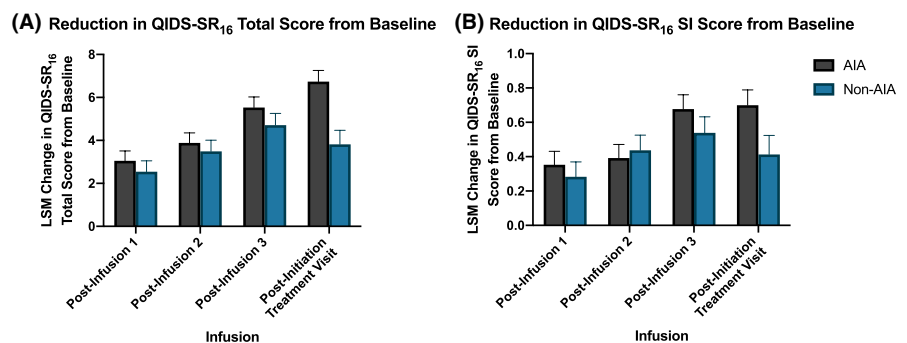 (A) Reduction in QIDS-SR16 Total Score from Baseline
LSM Change in QIDS-SR16
Total Score from Baseline
8
6
4
2
0
Post-Infusion 1
Post-Infusion 2
Post-Infusion 3
Post-Initiation
Treatment Visit
Infusion
(B) Reduction in QIDS-SR16 SI Score from Baseline
LSM Change in QIDS-SR16 SI
Score from Baseline
1.0
0.8
0.6
0.4
0.2
0.0
Post-Infusion 1
Post-Infusion 2
Post-Infusion 3
Post-Initiation
Treatment Visit
Infusion
AIA
Non-AIA